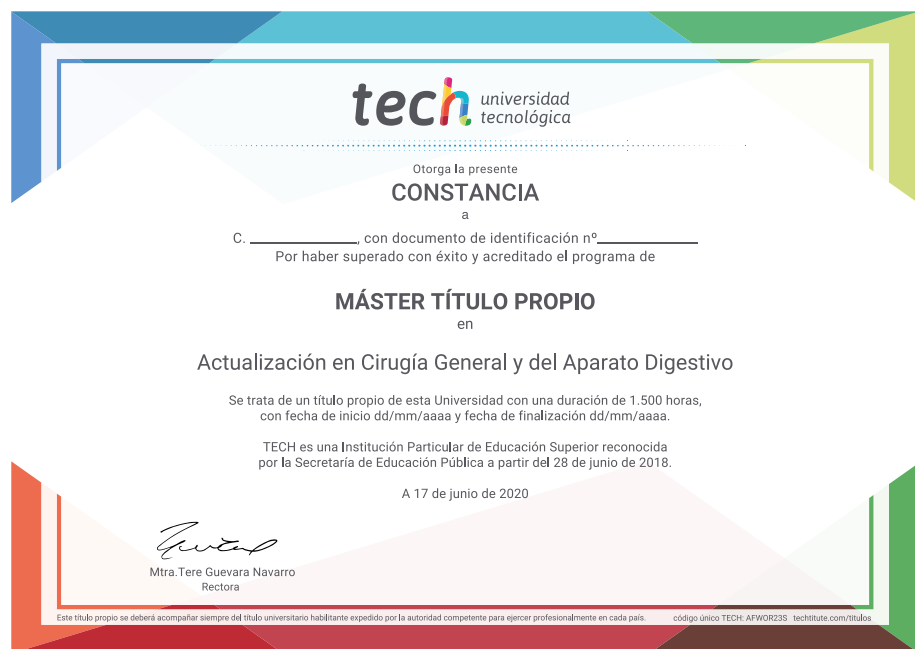 tech universidad
tecnológica
Otorga la presente
CONSTANCIA
a
C. ______________, con documento de identificación nº______________
Por haber superado con éxito y acreditado el programa de
MÁSTER TÍTULO PROPIO
en
Actualización en Cirugía General y del Aparato Digestivo
Se trata de un título propio de esta Universidad con una duración de 1.500 horas,
con fecha de inicio dd/mm/aaaa y fecha de finalización dd/mm/aaaa.
TECH es una Institución Particular de Educación Superior reconocida
por la Secretaría de Educación Pública a partir del 28 de junio de 2018.
A 17 de junio de 2020
Mtra.Tere Guevara Navarro
Rectora
Este título propio se deberá acompañar siempre del título universitario habilitante expedido por la autoridad competente para ejercer profesionalmente en cada país. código único TECH: AFWOR23S techtitute.com/titulos